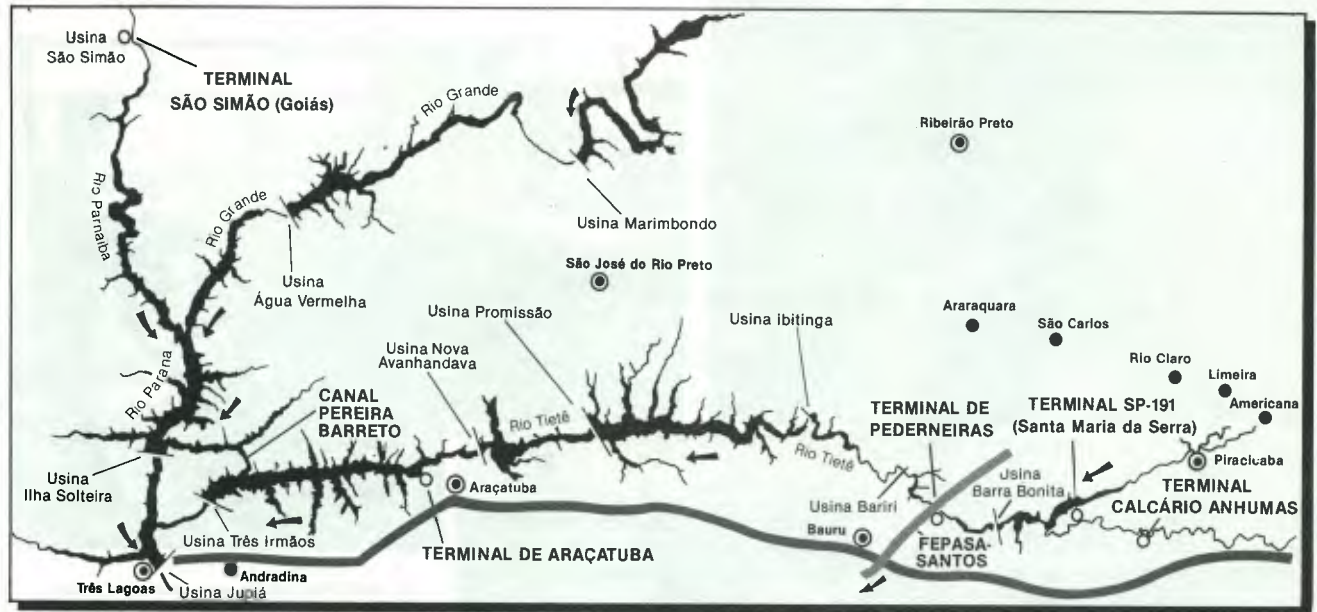 Usina
São Simão
TERMINAL
SÃO SIMÃO (Goiás)
Rio Grande
Ribeirão Preto
Rio Parnaiba
Rio Grande
Usina Marimbondo
São José do Rio Preto
Usina
Água Vermelha
Usina Promissão
Usina ibitinga
Araraquara
São Carlos
Usina Nova
Avanhandava
Rio Parana
Rio Claro
Limeira
Americana
CANAL
PEREIRA
BARRETO
TERMINAL DE
PEDERNEIRAS
TERMINAL SP-191
(Santa Maria da Serra)
Rio Tietê
Rio Tietê
Piracicaba
Usina
Ilha Solteira
Araçatuba
Usina Bariri
Usina
Barra Bonita
TERMINAL
CALCÁRIO ANHUMAS
Usina Três Irmãos
TERMINAL DE ARAÇATUBA
Bauru
FEPASA-
SANTOS
Três Lagoas
Andradina
Usina Jupiá